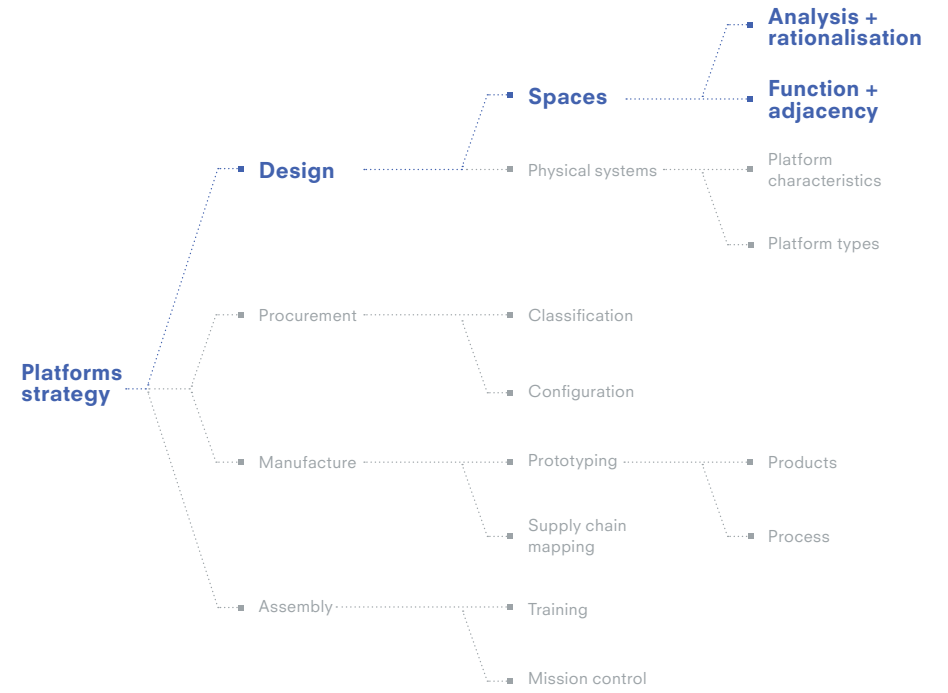 Analysis +
rationalisation
Function +
adjacency
Spaces
Design
Physical systems
Platform
characteristics
Platform types
Procurement
Classification
Platforms
strategy
Configuration
Manufacture
Prototyping
Products
Supply chain
mapping
Process
Assembly
Training
Mission control